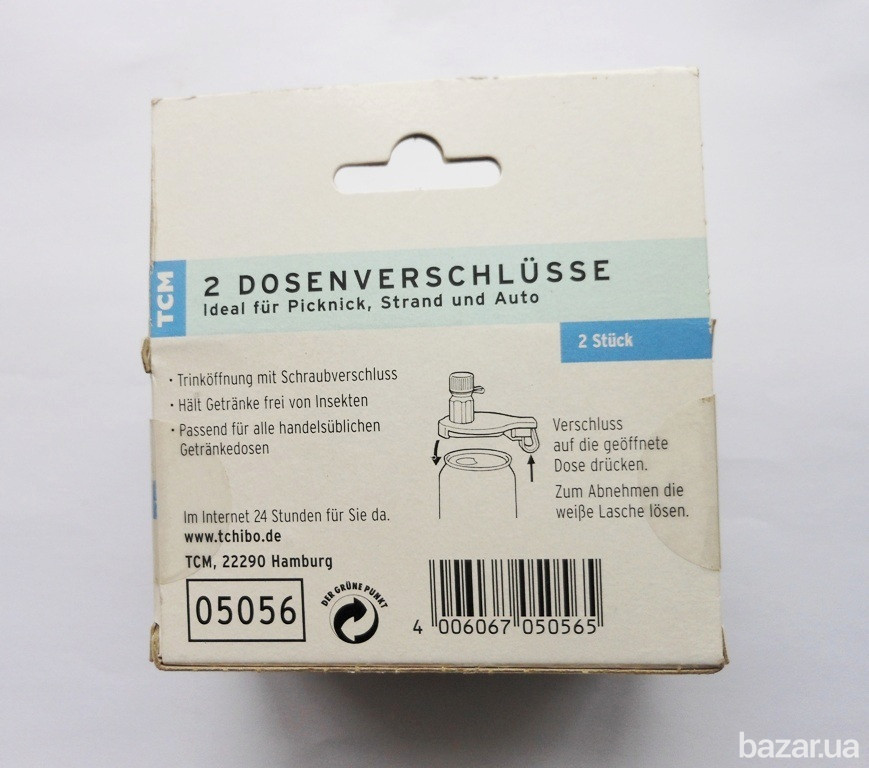 TCM
2 DOSENVERSCHLÜSSE
Ideal für Picknick, Strand und Auto
2 Stück
· Trinköffnung mit Schraubverschluss
· Hält Getränke frei von Insekten
· Passend für alle handelsüblichen
Getränkedosen
Verschluss
auf die geöffnete
Dose drücken.
Zum Abnehmen die
weiße Lasche lösen.
Im Internet 24 Stunden für Sie da.
www.tchibo.de
TCM, 22290 Hamburg
05056
DER GRÜNE PUNKT
4 006067 050565
bazar.ua